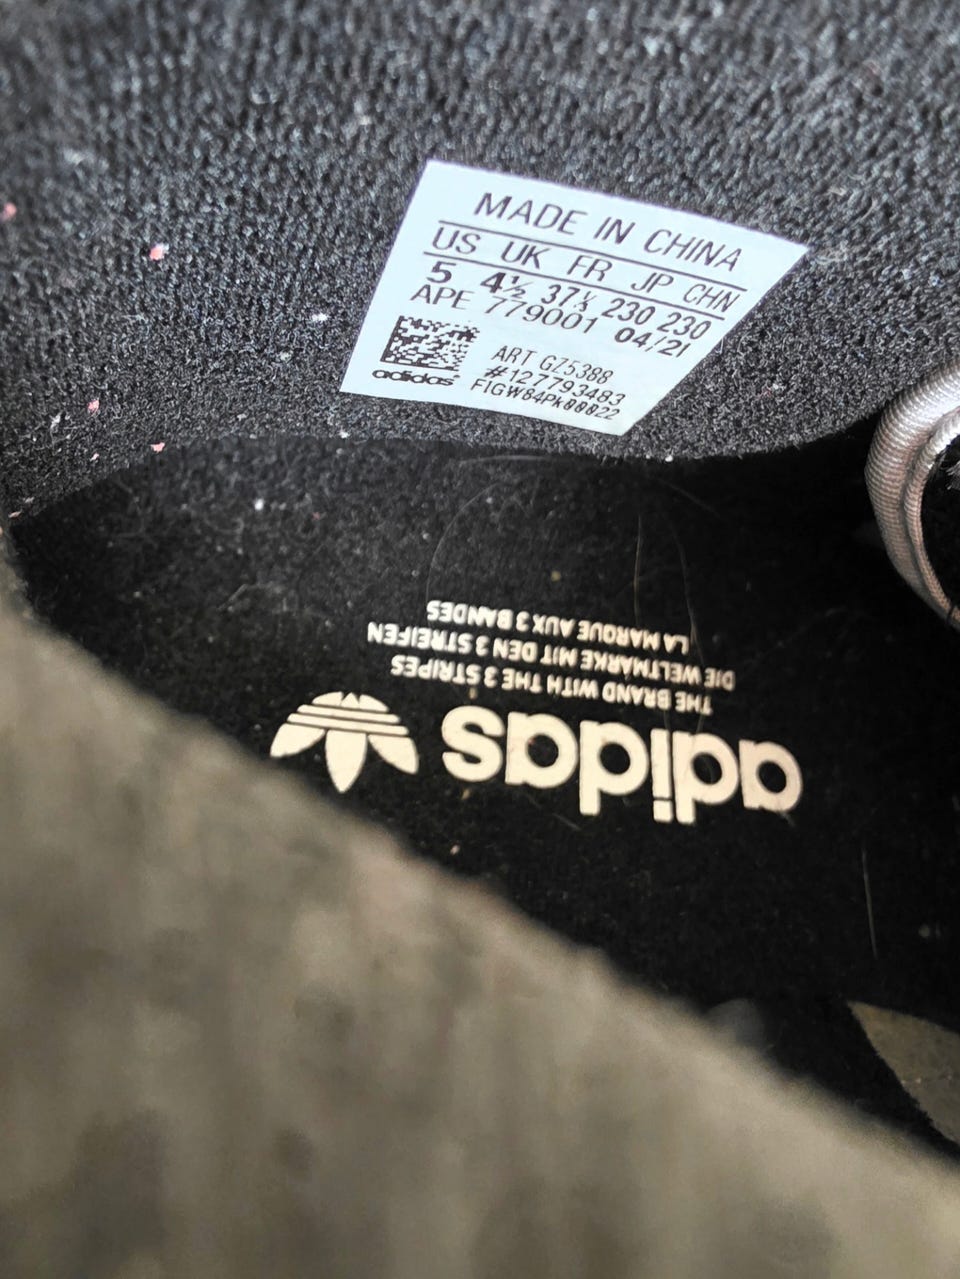 MADE IN CHINA
US UK FR JP CHN
5 4½ 37⅓ 230 230
APE 779001 04/21
ART GZ5388
#127793483
adidas
F1GW84PK00022
LA MARQUE AUX 3 BANDES
DIE WELTMARKE MIT DEN 3 STREIFEN
THE BRAND WITH THE 3 STRIPES
adidas